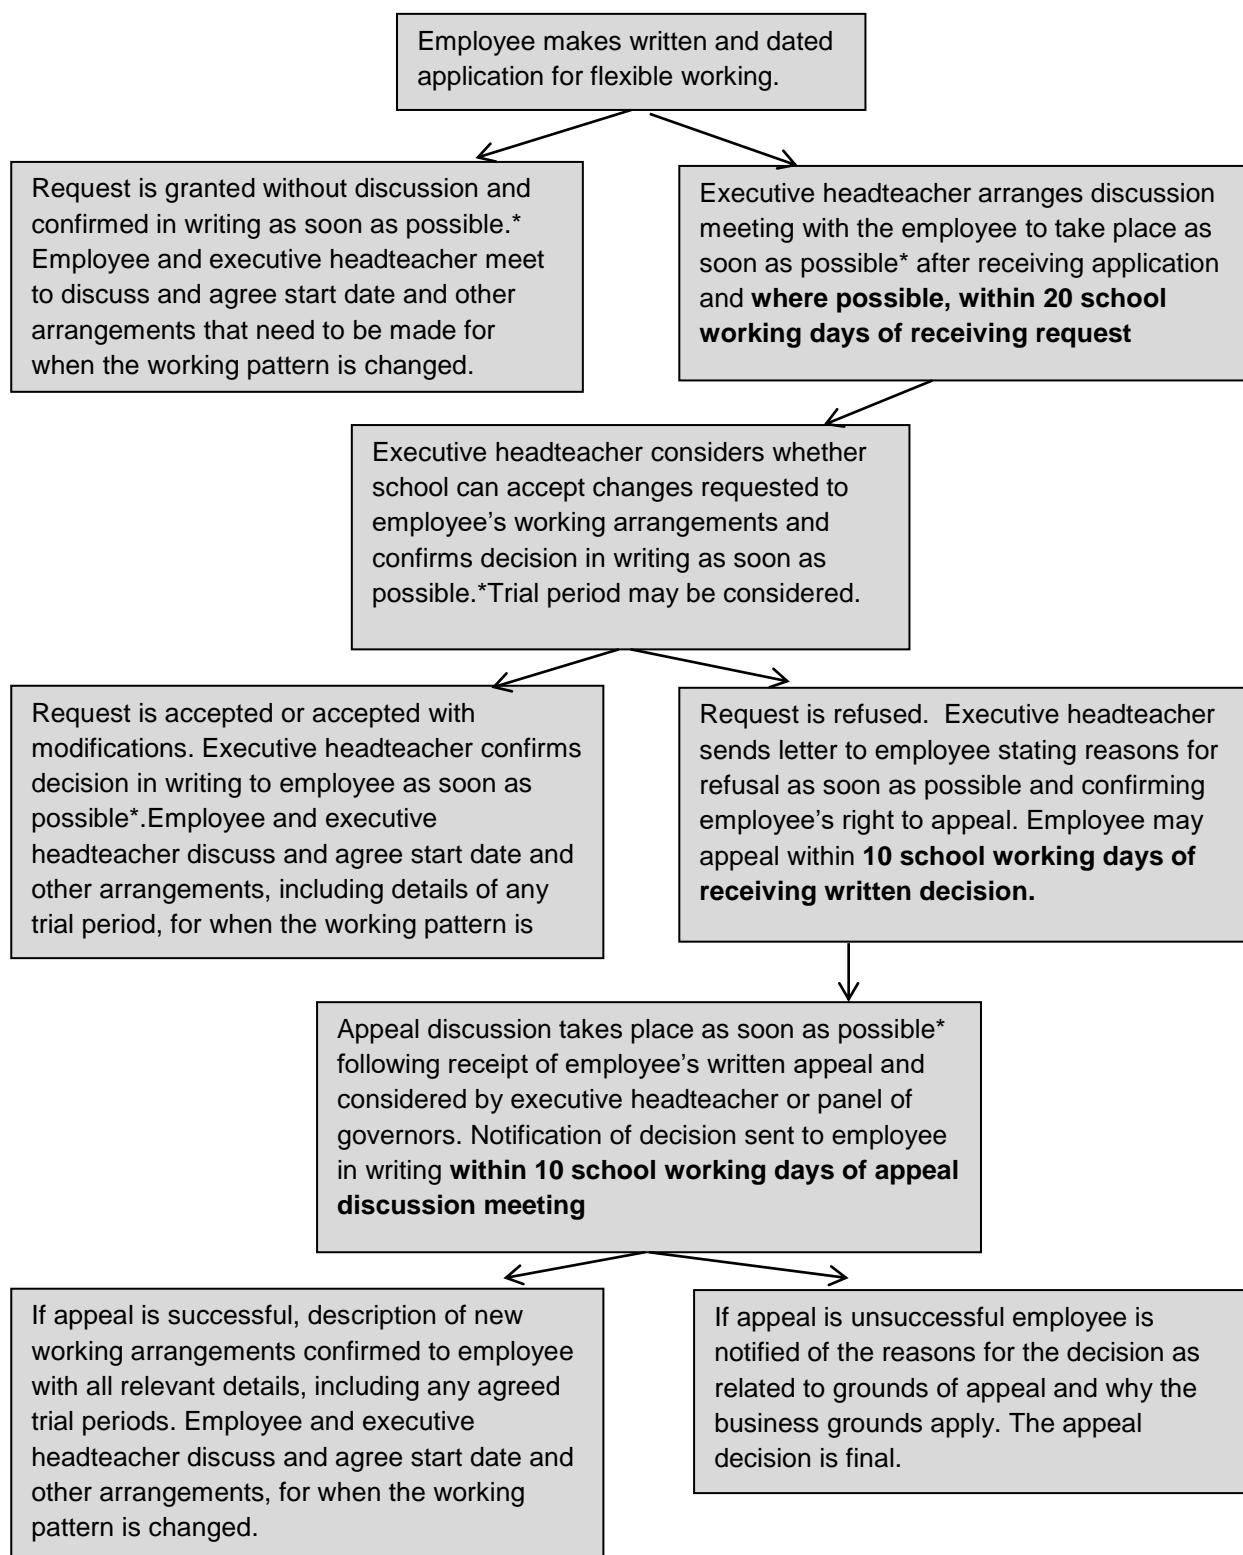 Employee makes written and dated
application for flexible working.
Request is granted without discussion and
confirmed in writing as soon as possible.*
Employee and executive headteacher meet
to discuss and agree start date and other
arrangements that need to be made for
when the working pattern is changed.
Executive headteacher arranges discussion
meeting with the employee to take place as
soon as possible* after receiving application
and where possible, within 20 school
working days of receiving request
Executive headteacher considers whether
school can accept changes requested to
employee’s working arrangements and
confirms decision in writing as soon as
possible.*Trial period may be considered.
Request is accepted or accepted with
modifications. Executive headteacher confirms
decision in writing to employee as soon as
possible*.Employee and executive
headteacher discuss and agree start date and
other arrangements, including details of any
trial period, for when the working pattern is
Request is refused.  Executive headteacher
sends letter to employee stating reasons for
refusal as soon as possible and confirming
employee’s right to appeal. Employee may
appeal within 10 school working days of
receiving written decision.
Appeal discussion takes place as soon as possible*
following receipt of employee’s written appeal and
considered by executive headteacher or panel of
governors. Notification of decision sent to employee
in writing within 10 school working days of appeal
discussion meeting
If appeal is successful, description of new
working arrangements confirmed to employee
with all relevant details, including any agreed
trial periods. Employee and executive
headteacher discuss and agree start date and
other arrangements, for when the working
pattern is changed.
If appeal is unsuccessful employee is
notified of the reasons for the decision as
related to grounds of appeal and why the
business grounds apply. The appeal
decision is final.